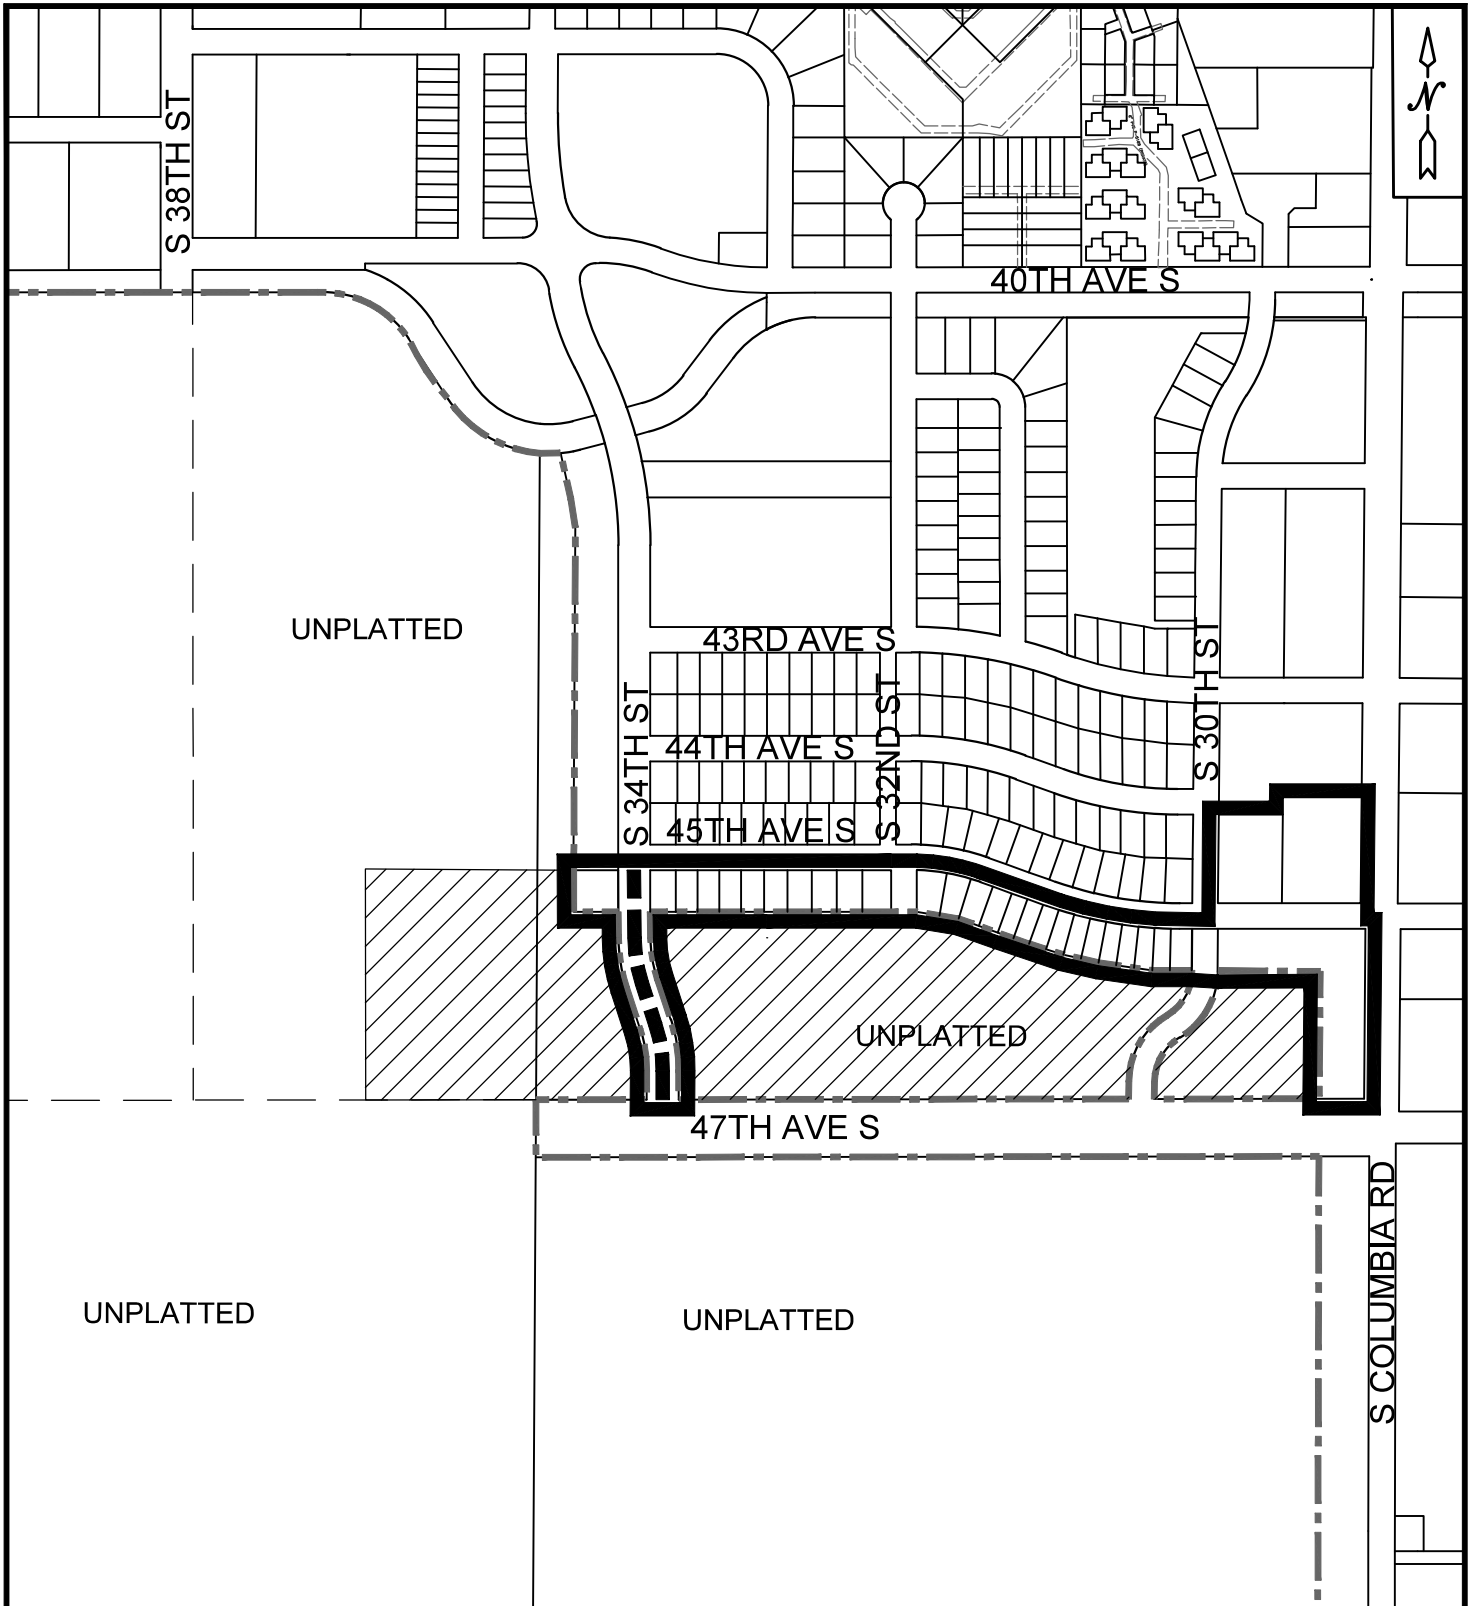 N
S 38TH ST
40TH AVE S
UNPLATTED
43RD AVE S
S 30TH ST
S 34TH ST
S 32ND ST
44TH AVE S
45TH AVE S
UNPLATTED
47TH AVE S
S COLUMBIA RD
UNPLATTED
UNPLATTED